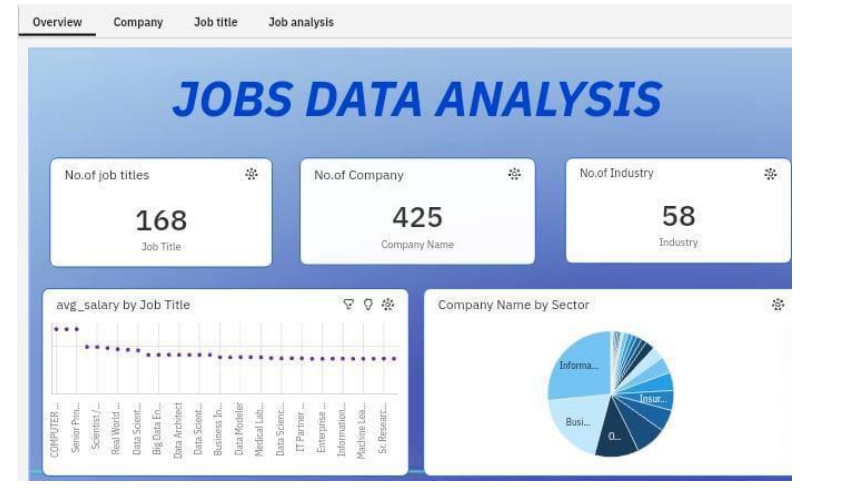 Overview Company Job title Job analysis
JOBS DATA ANALYSIS
No.of job titles
168
Job Title
No.of Company
425
Company Name
No.of Industry
58
Industry
avg_salary by Job Title
COMPUTER ...
Senior Prin...
Scientist / ...
Real World ...
Data Scient...
Big Data En...
Data Architect
Data Scient...
Business In...
Data Modeler
Medical Lab...
Data Scienc...
IT Partner ...
Enterprise ...
Information...
Machine Lea...
Sc Researc...
Company Name by Sector
Informa...
Busi...
O...
Insur...